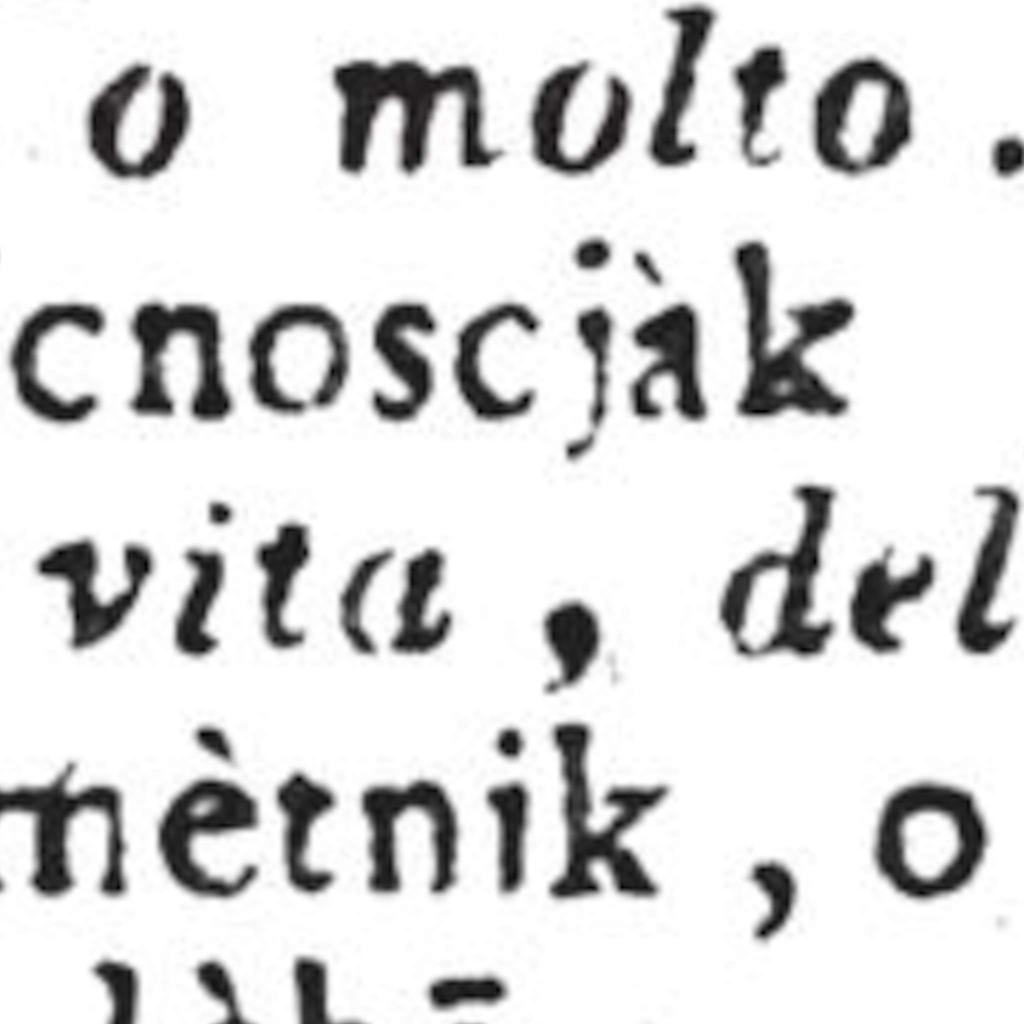 o molto.
cnoscjàk
vita, del
mètnik, o